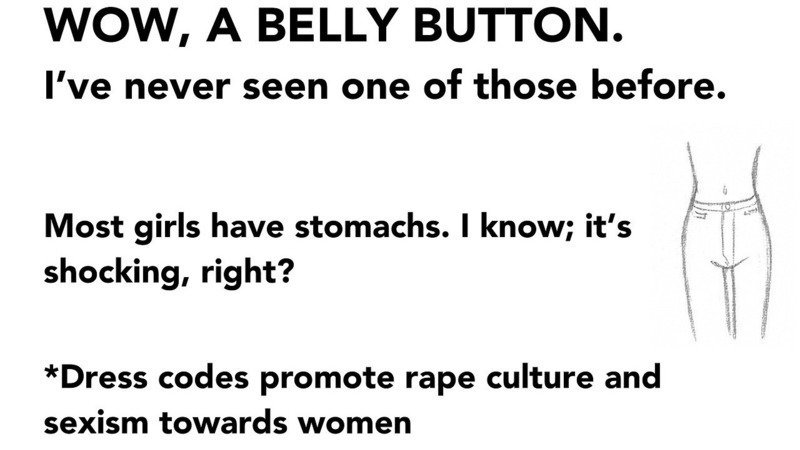 WOW, A BELLY BUTTON.
I’ve never seen one of those before.
Most girls have stomachs. I know; it’s
shocking, right?
*Dress codes promote rape culture and
sexism towards women